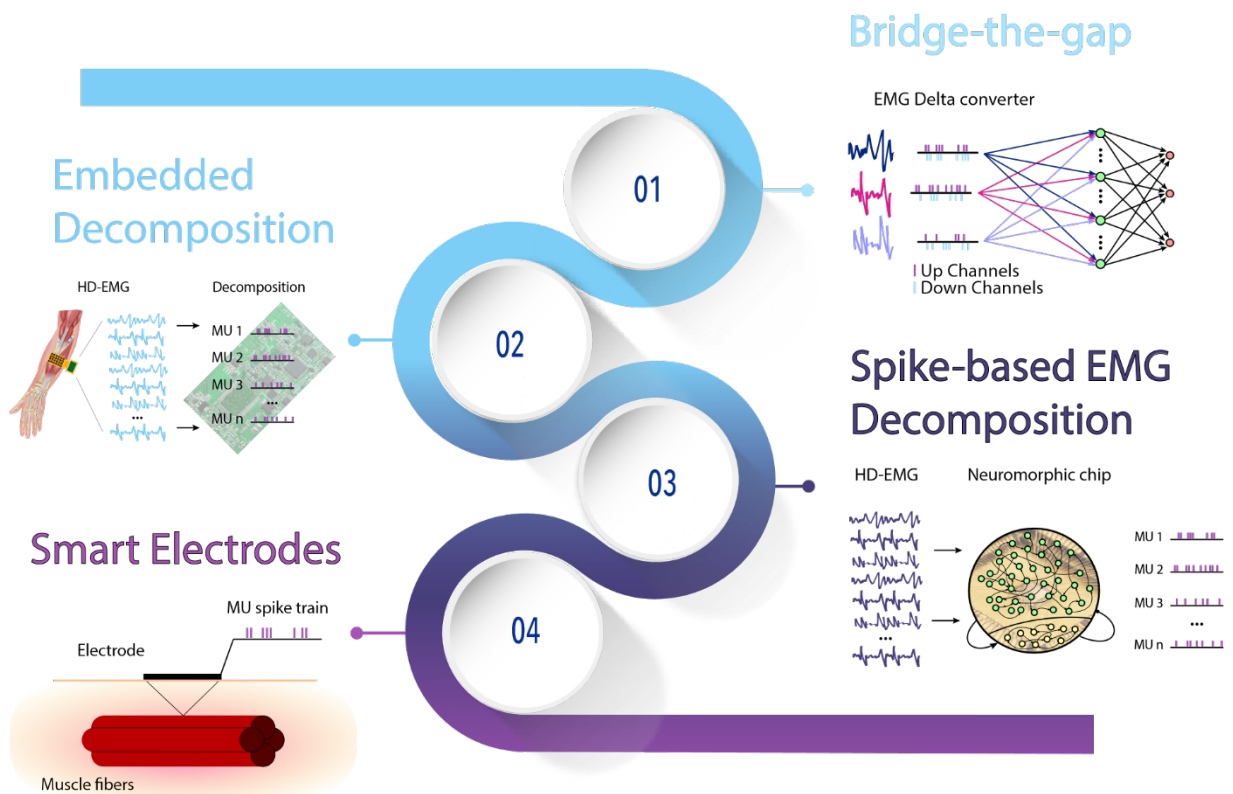 Bridge-the-gap
EMG Delta converter
Up Channels
Down Channels
01
Embedded
Decomposition
HD-EMG
Decomposition
MU 1
MU 2
MU 3
...
MU n
...
02
Spike-based EMG
Decomposition
HD-EMG
Neuromorphic chip
MU 1
MU 2
MU 3
...
MU n
...
03
Smart Electrodes
MU spike train
Electrode
Muscle fibers
04